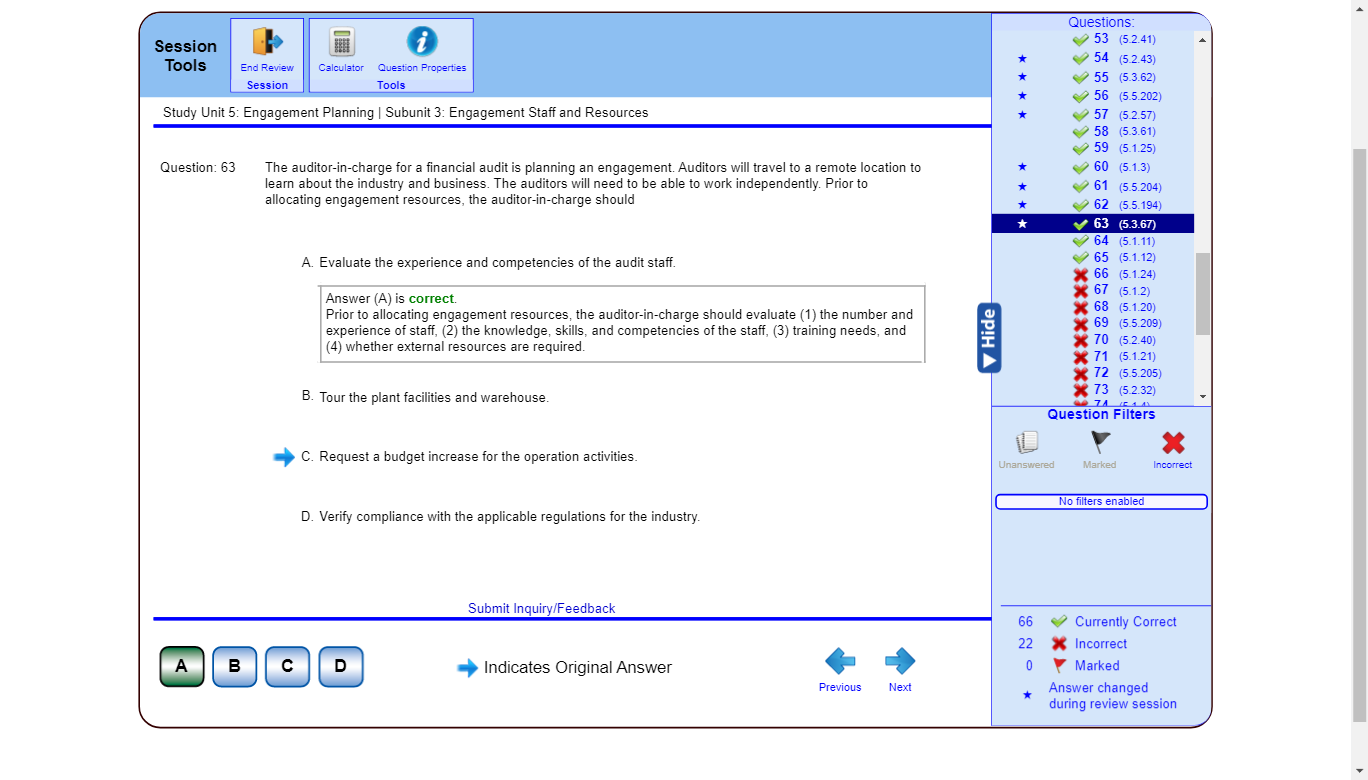 Session
Tools
End Review
Session
Calculator
Question Properties
Tools
Study Unit 5: Engagement Planning | Subunit 3: Engagement Staff and Resources
Question: 63
The auditor-in-charge for a financial audit is planning an engagement. Auditors will travel to a remote location to
learn about the industry and business. The auditors will need to be able to work independently. Prior to
allocating engagement resources, the auditor-in-charge should
A. Evaluate the experience and competencies of the audit staff.
Answer (A) is correct.
Prior to allocating engagement resources, the auditor-in-charge should evaluate (1) the number and
experience of staff, (2) the knowledge, skills, and competencies of the staff, (3) training needs, and
(4) whether external resources are required.
B. Tour the plant facilities and warehouse.
C. Request a budget increase for the operation activities.
D. Verify compliance with the applicable regulations for the industry.
Submit Inquiry/Feedback
A B C D
Indicates Original Answer
Previous
Next
Hide
Questions:
53 (5.2.41)
54 (5.2.43)
55 (5.3.62)
56 (5.5.202)
57 (5.2.57)
58 (5.3.61)
59 (5.1.25)
60 (5.1.3)
61 (5.5.204)
62 (5.5.194)
63 (5.3.67)
64 (5.1.11)
65 (5.1.12)
66 (5.1.24)
67 (5.1.2)
68 (5.1.20)
69 (5.5.209)
70 (5.2.40)
71 (5.1.21)
72 (5.5.205)
73 (5.2.32)
74 (5.1.4)
Question Filters
Unanswered
Marked
Incorrect
No filters enabled
66 Currently Correct
22 Incorrect
0 Marked
Answer changed
during review session